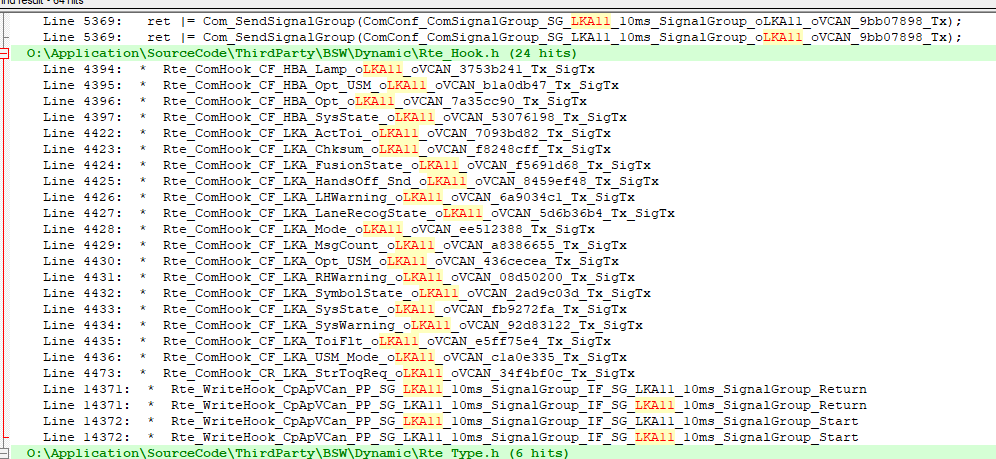 find result - 64 hits
Line 5369: ret |= Com_SendSignalGroup(ComConf_ComSignalGroup_SG_LKA11_10ms_SignalGroup_oLKA11_oVCAN_9bb07898_Tx);
Line 5369: ret |= Com_SendSignalGroup(ComConf_ComSignalGroup_SG_LKA11_10ms_SignalGroup_oLKA11_oVCAN_9bb07898_Tx);
O:\Application\SourceCode\ThirdParty\BSW\Dynamic\Rte_Hook.h (24 hits)
Line 4394: * Rte_ComHook_CF_HBA_Lamp_oLKA11_oVCAN_3753b241_Tx_SigTx
Line 4395: * Rte_ComHook_CF_HBA_Opt_USM_oLKA11_oVCAN_b1a0db47_Tx_SigTx
Line 4396: * Rte_ComHook_CF_HBA_Opt_oLKA11_oVCAN_7a35cc90_Tx_SigTx
Line 4397: * Rte_ComHook_CF_HBA_SysState_oLKA11_oVCAN_53076198_Tx_SigTx
Line 4422: * Rte_ComHook_CF_LKA_ActToi_oLKA11_oVCAN_7093bd82_Tx_SigTx
Line 4423: * Rte_ComHook_CF_LKA_Chksum_oLKA11_oVCAN_f8248cff_Tx_SigTx
Line 4424: * Rte_ComHook_CF_LKA_FusionState_oLKA11_oVCAN_f5691d68_Tx_SigTx
Line 4425: * Rte_ComHook_CF_LKA_HandsOff_Snd_oLKA11_oVCAN_8459ef48_Tx_SigTx
Line 4426: * Rte_ComHook_CF_LKA_LHWarning_oLKA11_oVCAN_6a9034c1_Tx_SigTx
Line 4427: * Rte_ComHook_CF_LKA_LaneRecogState_oLKA11_oVCAN_5d6b36b4_Tx_SigTx
Line 4428: * Rte_ComHook_CF_LKA_Mode_oLKA11_oVCAN_ee512388_Tx_SigTx
Line 4429: * Rte_ComHook_CF_LKA_MsgCount_oLKA11_oVCAN_a8386655_Tx_SigTx
Line 4430: * Rte_ComHook_CF_LKA_Opt_USM_oLKA11_oVCAN_436cecea_Tx_SigTx
Line 4431: * Rte_ComHook_CF_LKA_RHWarning_oLKA11_oVCAN_08d50200_Tx_SigTx
Line 4432: * Rte_ComHook_CF_LKA_SymbolState_oLKA11_oVCAN_2ad9c03d_Tx_SigTx
Line 4433: * Rte_ComHook_CF_LKA_SysState_oLKA11_oVCAN_fb9272fa_Tx_SigTx
Line 4434: * Rte_ComHook_CF_LKA_SysWarning_oLKA11_oVCAN_92d83122_Tx_SigTx
Line 4435: * Rte_ComHook_CF_LKA_ToiFlt_oLKA11_oVCAN_e5ff75e4_Tx_SigTx
Line 4436: * Rte_ComHook_CF_LKA_USM_Mode_oLKA11_oVCAN_c1a0e335_Tx_SigTx
Line 4473: * Rte_ComHook_CR_LKA_StrToqReq_oLKA11_oVCAN_34f4bf0c_Tx_SigTx
Line 14371: * Rte_WriteHook_CpApVCan_PP_SG_LKA11_10ms_SignalGroup_IF_SG_LKA11_10ms_SignalGroup_Return
Line 14371: * Rte_WriteHook_CpApVCan_PP_SG_LKA11_10ms_SignalGroup_IF_SG_LKA11_10ms_SignalGroup_Return
Line 14372: * Rte_WriteHook_CpApVCan_PP_SG_LKA11_10ms_SignalGroup_IF_SG_LKA11_10ms_SignalGroup_Start
Line 14372: * Rte_WriteHook_CpApVCan_PP_SG_LKA11_10ms_SignalGroup_IF_SG_LKA11_10ms_SignalGroup_Start
O:\Application\SourceCode\ThirdParty\BSW\Dynamic\Rte_Type.h (6 hits)